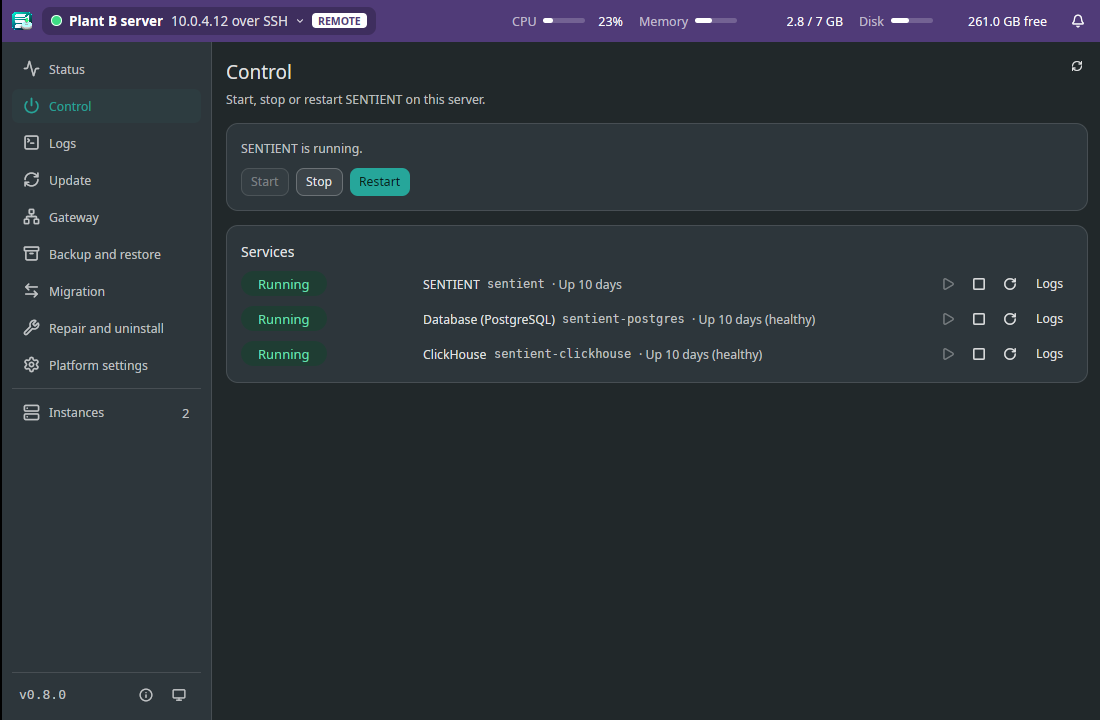 Plant B server 10.0.4.12 over SSH REMOTE CPU 23% Memory 2.8 / 7 GB Disk 261.0 GB free
Status
Control
Logs
Update
Gateway
Backup and restore
Migration
Repair and uninstall
Platform settings
Instances 2
v0.8.0
Control
Start, stop or restart SENTIENT on this server.
SENTIENT is running.
Start Stop Restart
Services
Running SENTIENT sentient · Up 10 days Logs
Running Database (PostgreSQL) sentient-postgres · Up 10 days (healthy) Logs
Running ClickHouse sentient-clickhouse · Up 10 days (healthy) Logs